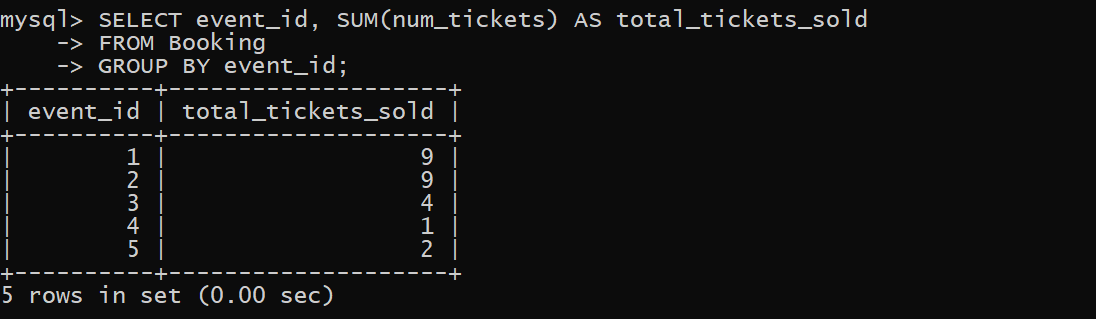 mysql> SELECT event_id, SUM(num_tickets) AS total_tickets_sold
    -> FROM Booking
    -> GROUP BY event_id;
+----------+--------------------+
| event_id | total_tickets_sold |
+----------+--------------------+
|        1 |                  9 |
|        2 |                  9 |
|        3 |                  4 |
|        4 |                  1 |
|        5 |                  2 |
+----------+--------------------+
5 rows in set (0.00 sec)